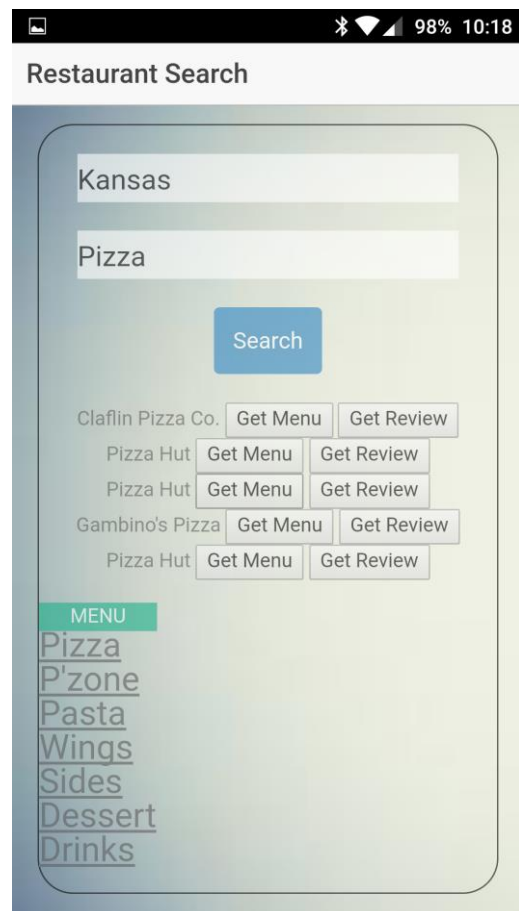 98% 10:18
Restaurant Search
Kansas
Pizza
Search
Claflin Pizza Co. Get Menu Get Review
Pizza Hut Get Menu Get Review
Pizza Hut Get Menu Get Review
Gambino's Pizza Get Menu Get Review
Pizza Hut Get Menu Get Review
MENU
Pizza
P'zone
Pasta
Wings
Sides
Dessert
Drinks